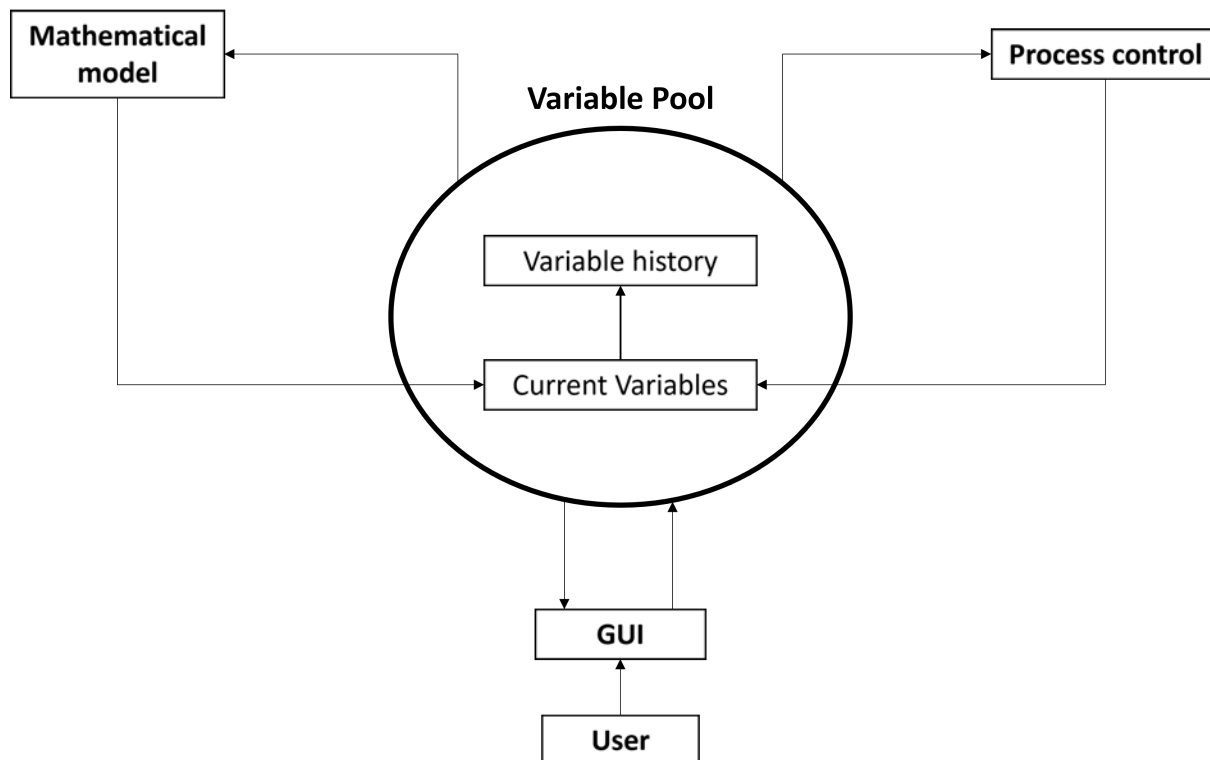 Mathematical
model
Process control
Variable Pool
Variable history
Current Variables
GUI
User